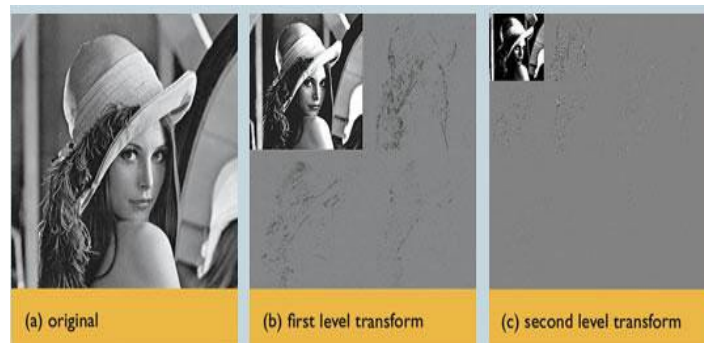 (a) original
(b) first level transform
(c) second level transform